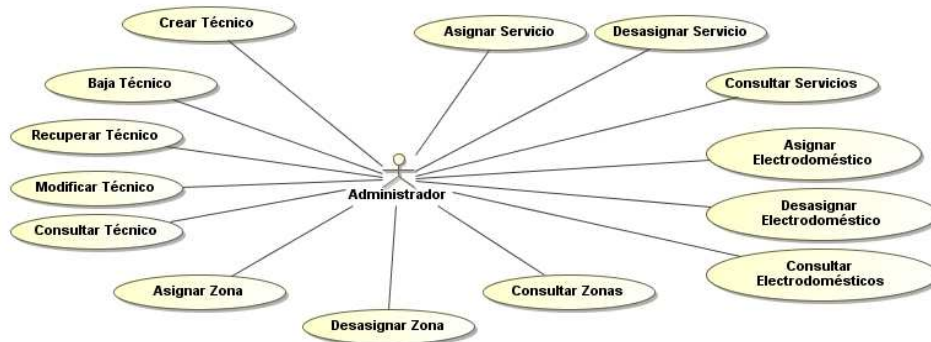 Crear Técnico
Asignar Servicio
Desasignar Servicio
Baja Técnico
Consultar Servicios
Recuperar Técnico
Asignar
Electrodoméstico
Modificar Técnico
Administrador
Desasignar
Electrodoméstico
Consultar Técnico
Consultar
Electrodomésticos
Asignar Zona
Consultar Zonas
Desasignar Zona